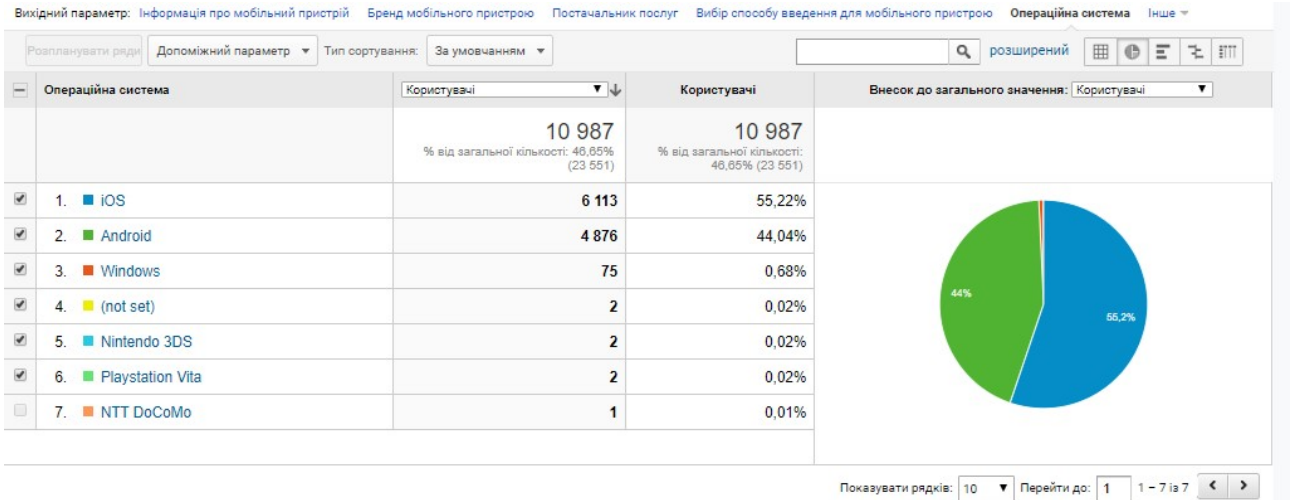 Вихідний параметр: Інформація про мобільний пристрій Бренд мобільного пристрою Постачальник послуг Вибір способу введення для мобільного пристрою Операційна система Інше
Розпланувати ряди Допоміжний параметр Тип сортування: За умовчанням розширений
Операційна система Користувачі Користувачі Внесок до загального значення: Користувачі
10 987 10 987
% від загальної кількості: 46,65% % від загальної кількості:
(23 551) 46,65% (23 551)
1. iOS 6 113 55,22%
2. Android 4 876 44,04%
3. Windows 75 0,68%
4. (not set) 2 0,02%
5. Nintendo 3DS 2 0,02%
6. Playstation Vita 2 0,02%
7. NTT DoCoMo 1 0,01%
44%
55,2%
Показувати рядків: 10 Перейти до: 1 1 – 7 із 7